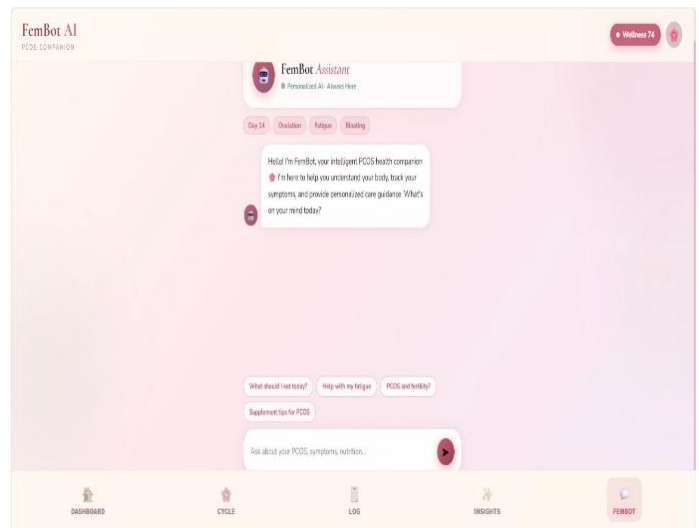 FemBot AI
PCOS COMPANION
Wellness 74
FemBot Assistant
Personalized AI · Always Here
Day 14
Ovulation
Fatigue
Bloating
Hello! I'm FemBot, your intelligent PCOS health companion
I'm here to help you understand your body, track your
symptoms, and provide personalized care guidance. What's
on your mind today?
What should I eat today?
Help with my fatigue
PCOS and fertility?
Supplement tips for PCOS
Ask about your PCOS, symptoms, nutrition...
DASHBOARD
CYCLE
LOG
INSIGHTS
FEMBOT